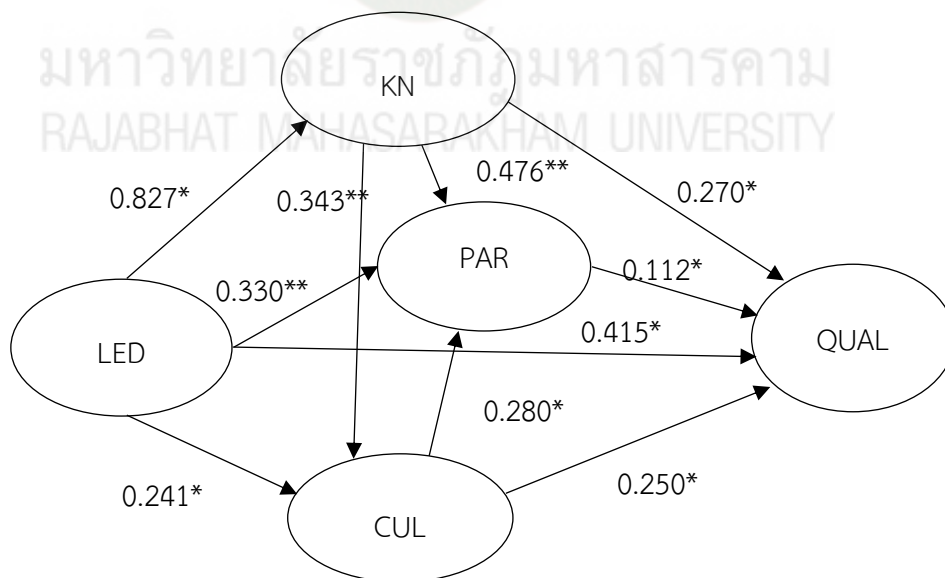 มหาวิทยาลัยราชภัฏมหาสารคาม
RAJABHAT MAHASARAKHAM UNIVERSITY
KN
0.827*
0.343**
0.476**
0.270*
PAR
0.330**
0.112*
LED
0.415*
QUAL
0.280*
0.241*
0.250*
CUL